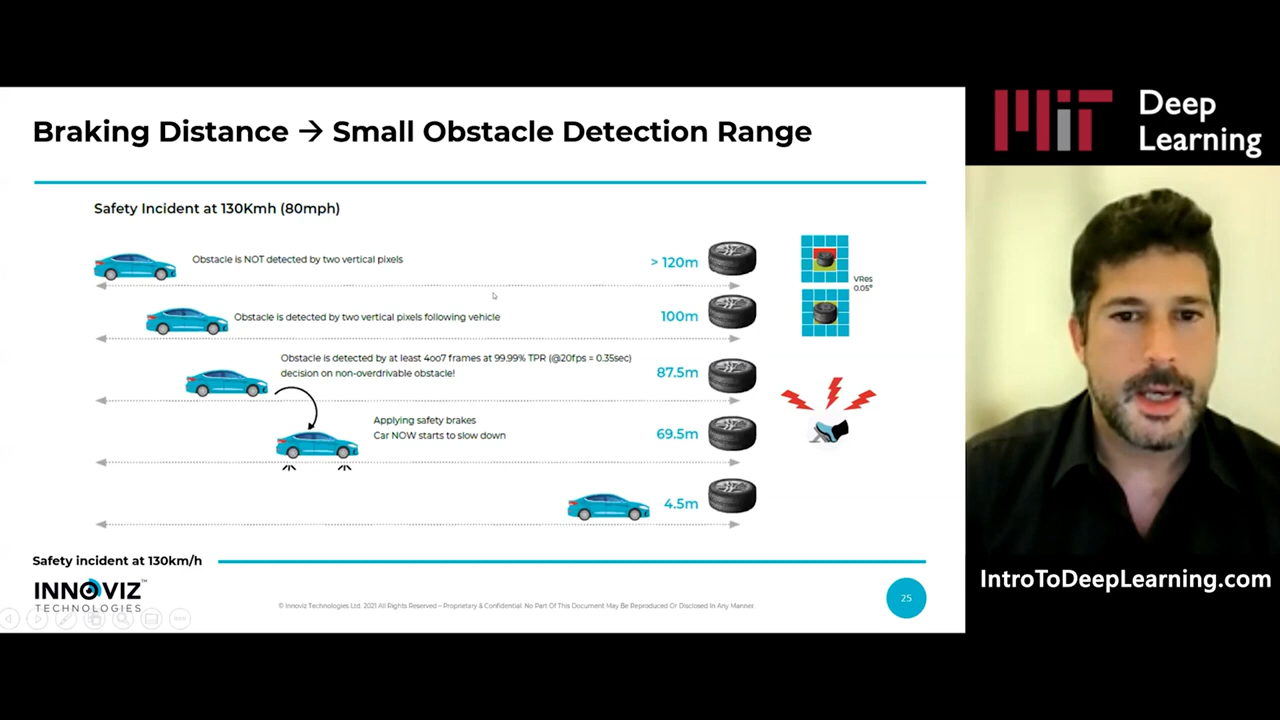 Braking Distance → Small Obstacle Detection Range
MIT Deep
Learning
Safety Incident at 130Kmh (80mph)
Obstacle is NOT detected by two vertical pixels
> 120m
VRes
0.05°
Obstacle is detected by two vertical pixels following vehicle
100m
Obstacle is detected by at least 4oo7 frames at 99.99% TPR (@20fps = 0.35sec)
decision on non-overdrivable obstacle!
87.5m
Applying safety brakes
Car NOW starts to slow down
69.5m
4.5m
Safety incident at 130km/h
INNOVIZ™
TECHNOLOGIES
© Innoviz Technologies Ltd. 2021 All Rights Reserved – Proprietary & Confidential. No Part Of This Document May Be Reproduced Or Disclosed In Any Manner.
25
IntroToDeepLearning.com